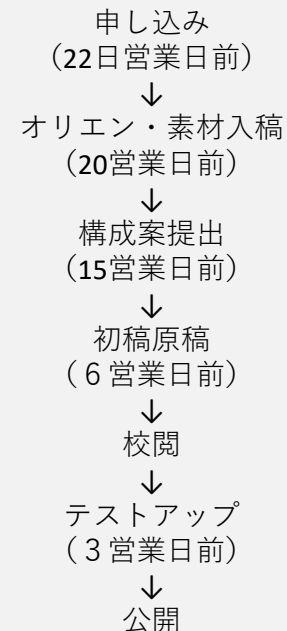 申し込み
（22日営業日前）
↓
オリエン・素材入稿
（20営業日前）
↓
構成案提出
（15営業日前）
↓
初稿原稿
（６営業日前）
↓
校閲
↓
テストアップ
（３営業日前）
↓
公開